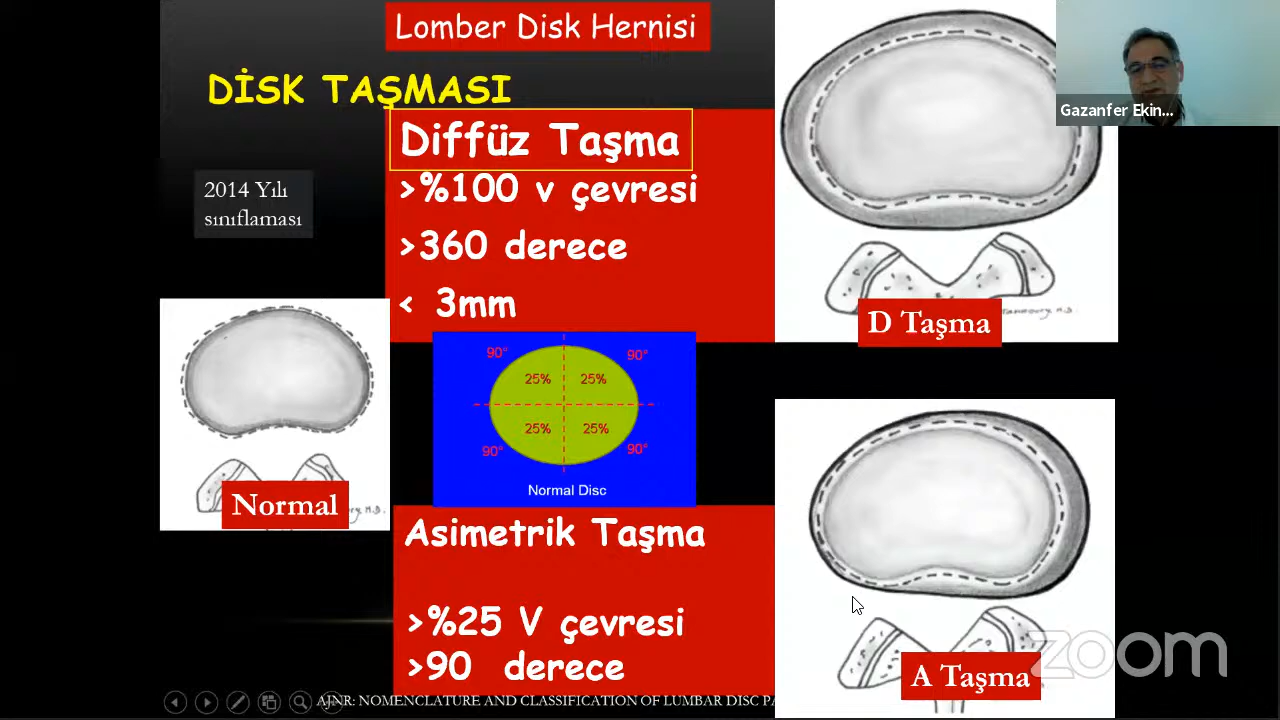 Lomber Disk Hernisi
DİSK TAŞMASI
Gazanfer Ekin...
Diffüz Taşma
>%100 v çevresi
>360 derece
< 3mm
2014 Yılı
sınıflaması
D Taşma
90° 90°
25% 25%
25% 25%
90° 90°
Normal Disc
Normal
M.D.
Asimetrik Taşma
>%25 V çevresi
>90 derece
A Taşma
zoom
AJNR: NOMENCLATURE AND CLASSIFICATION OF LUMBAR DISC